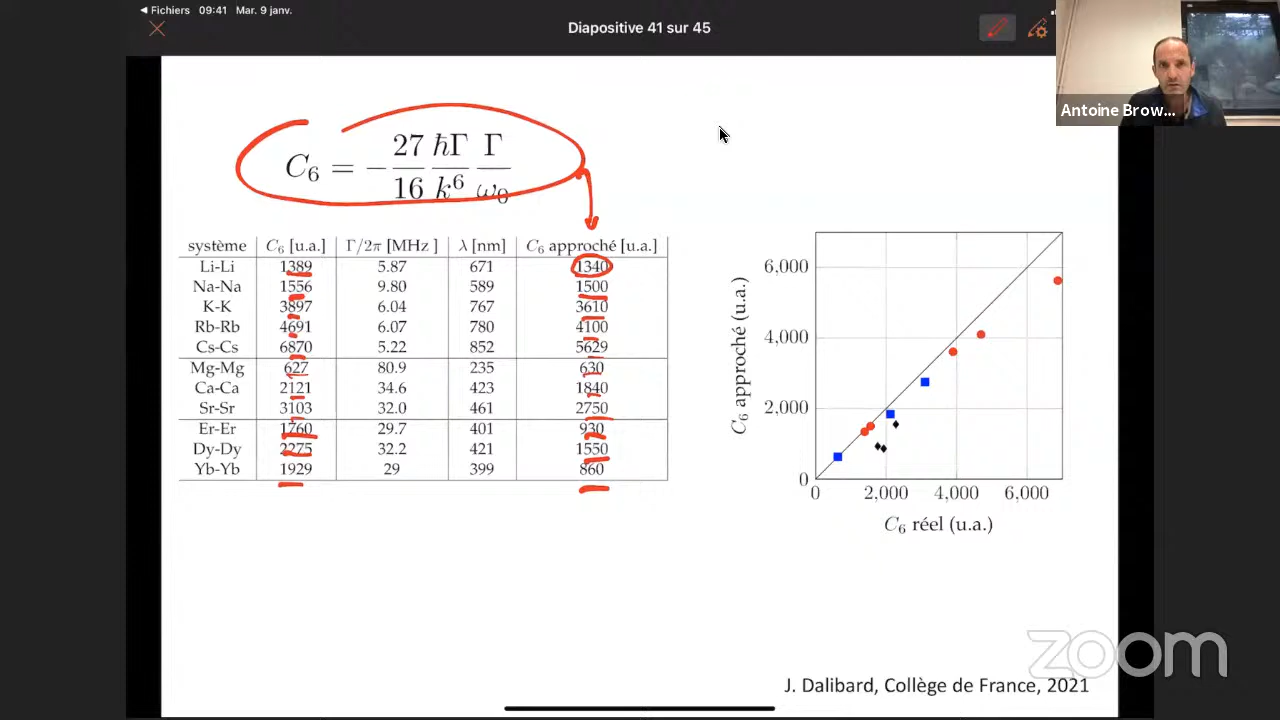 Fichiers 09:41 Mar. 9 janv.
Diapositive 41 sur 45
Antoine Brow...
C₆ = − 27/16 ħΓ/k⁶ Γ/ω₀
système C₆ [u.a.] Γ/2π [MHz ] λ [nm] C₆ approché [u.a.]
Li-Li 1389 5.87 671 1340
Na-Na 1556 9.80 589 1500
K-K 3897 6.04 767 3610
Rb-Rb 4691 6.07 780 4100
Cs-Cs 6870 5.22 852 5629
Mg-Mg 627 80.9 235 630
Ca-Ca 2121 34.6 423 1840
Sr-Sr 3103 32.0 461 2750
Er-Er 1760 29.7 401 930
Dy-Dy 2275 32.2 421 1550
Yb-Yb 1929 29 399 860
C₆ approché (u.a.)
6,000
4,000
2,000
0
0 2,000 4,000 6,000
C₆ réel (u.a.)
zoom
J. Dalibard, Collège de France, 2021